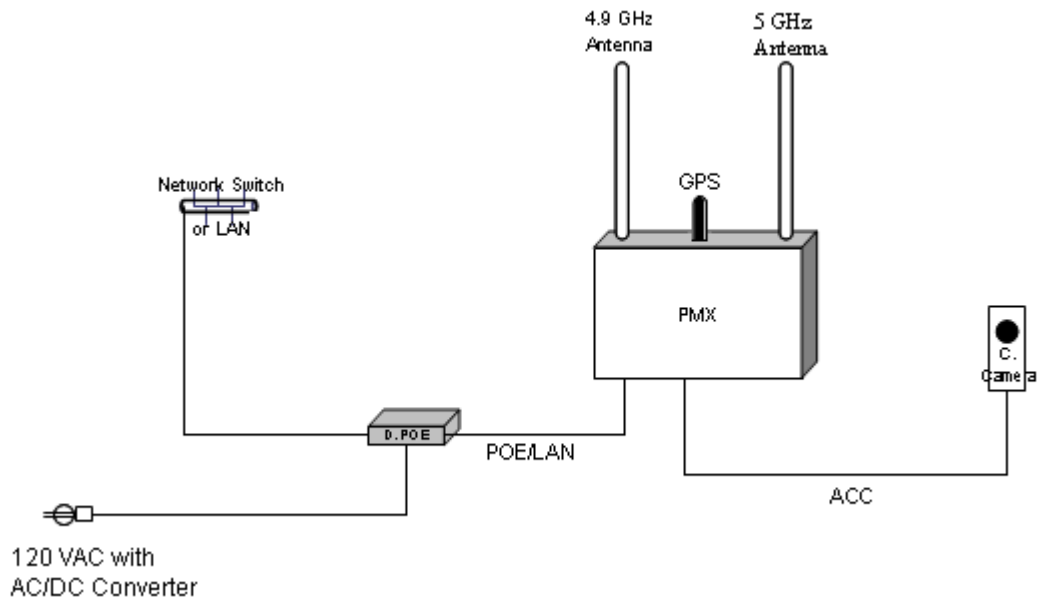 4.9 GHz
Antenna
5 GHz
Antenna
Network Switch
or LAN
GPS
PMX
C.
Camera
D.POE
POE/LAN
ACC
120 VAC with
AC/DC Converter